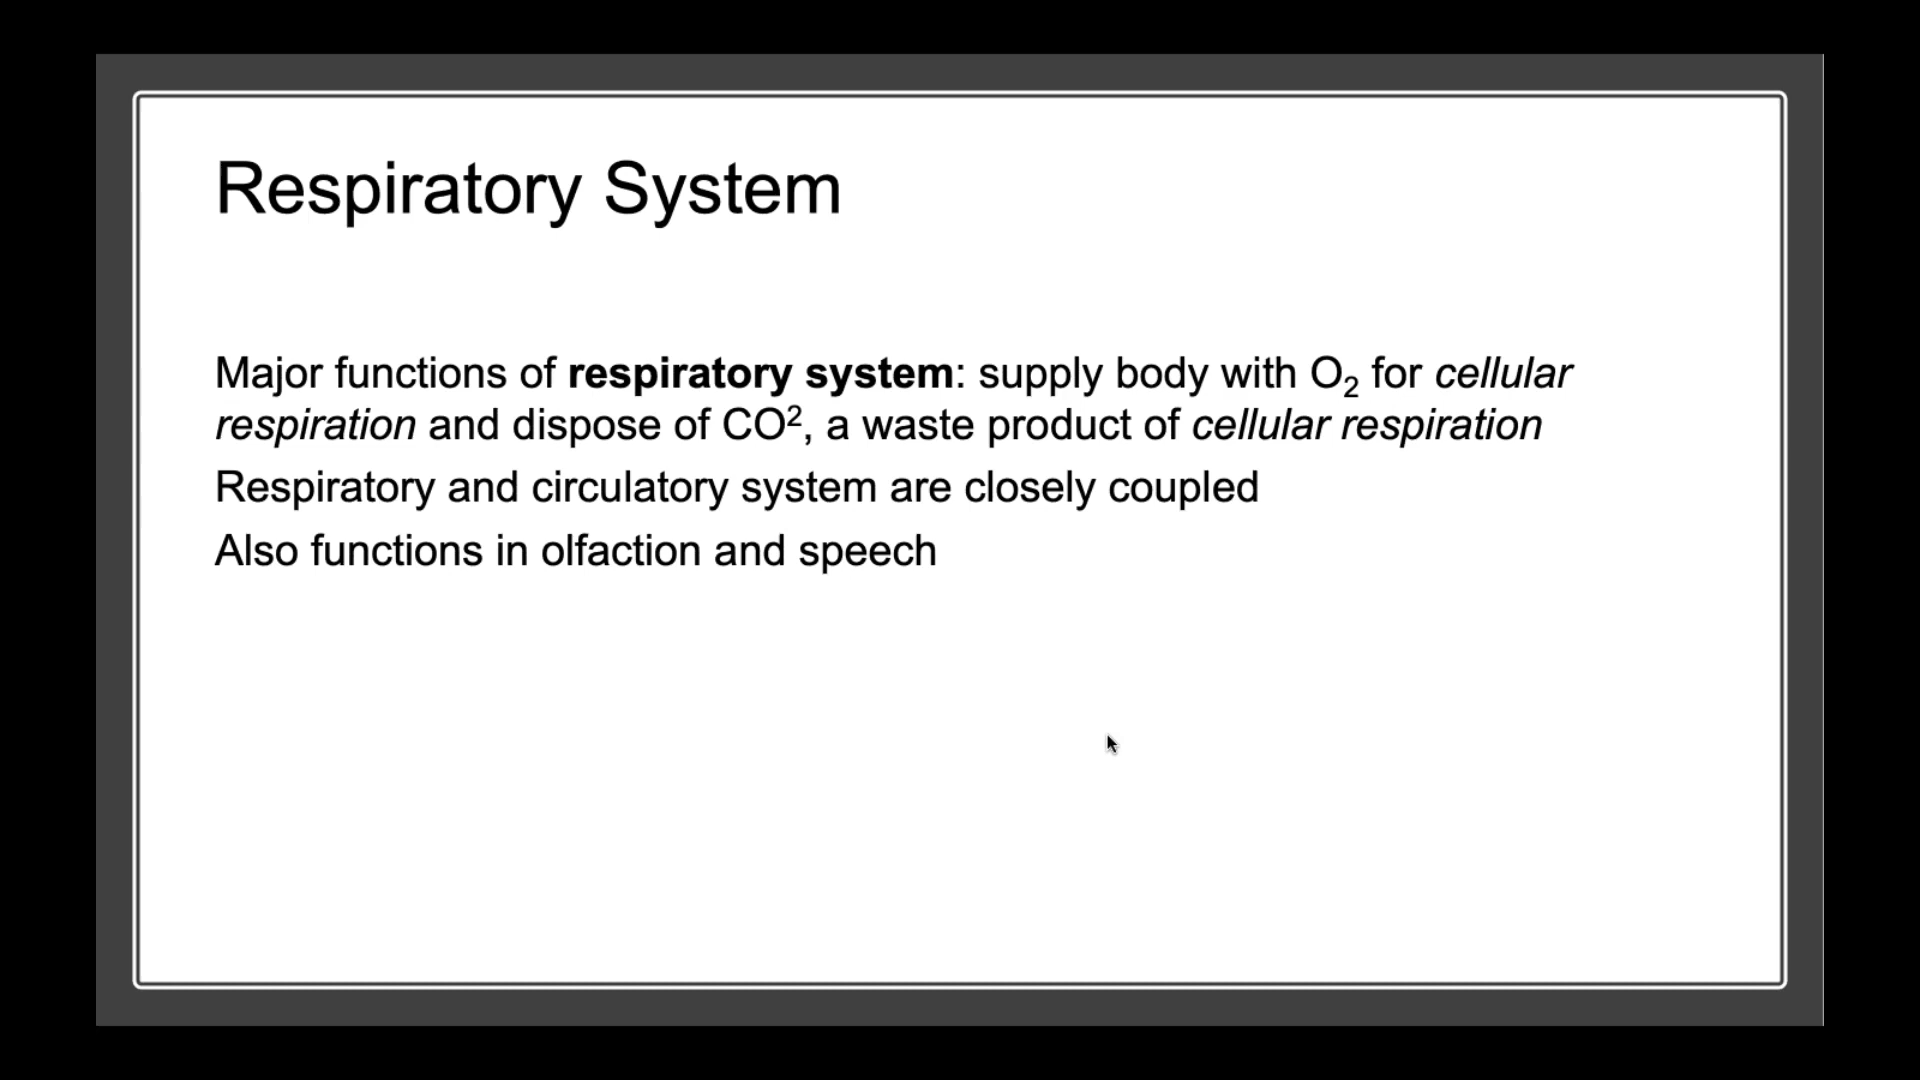 Respiratory System
Major functions of respiratory system: supply body with O₂ for cellular
respiration and dispose of CO², a waste product of cellular respiration
Respiratory and circulatory system are closely coupled
Also functions in olfaction and speech